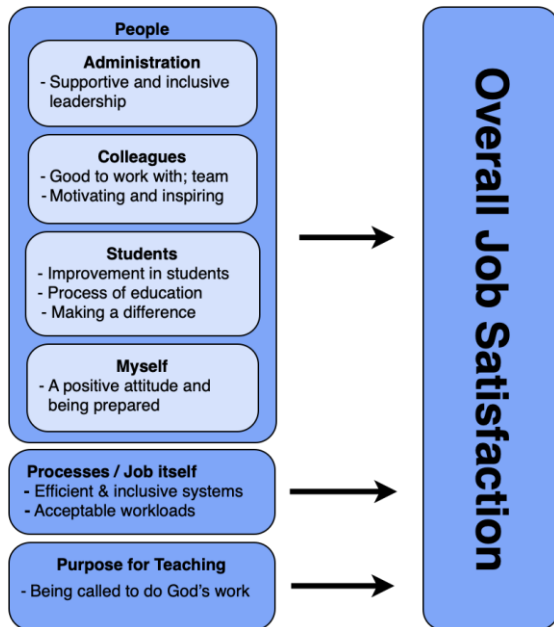 People
Administration
- Supportive and inclusive
leadership
Colleagues
- Good to work with; team
- Motivating and inspiring
Students
- Improvement in students
- Process of education
- Making a difference
Myself
- A positive attitude and
being prepared
Processes / Job itself
- Efficient & inclusive systems
- Acceptable workloads
Purpose for Teaching
- Being called to do God's work
Overall Job Satisfaction